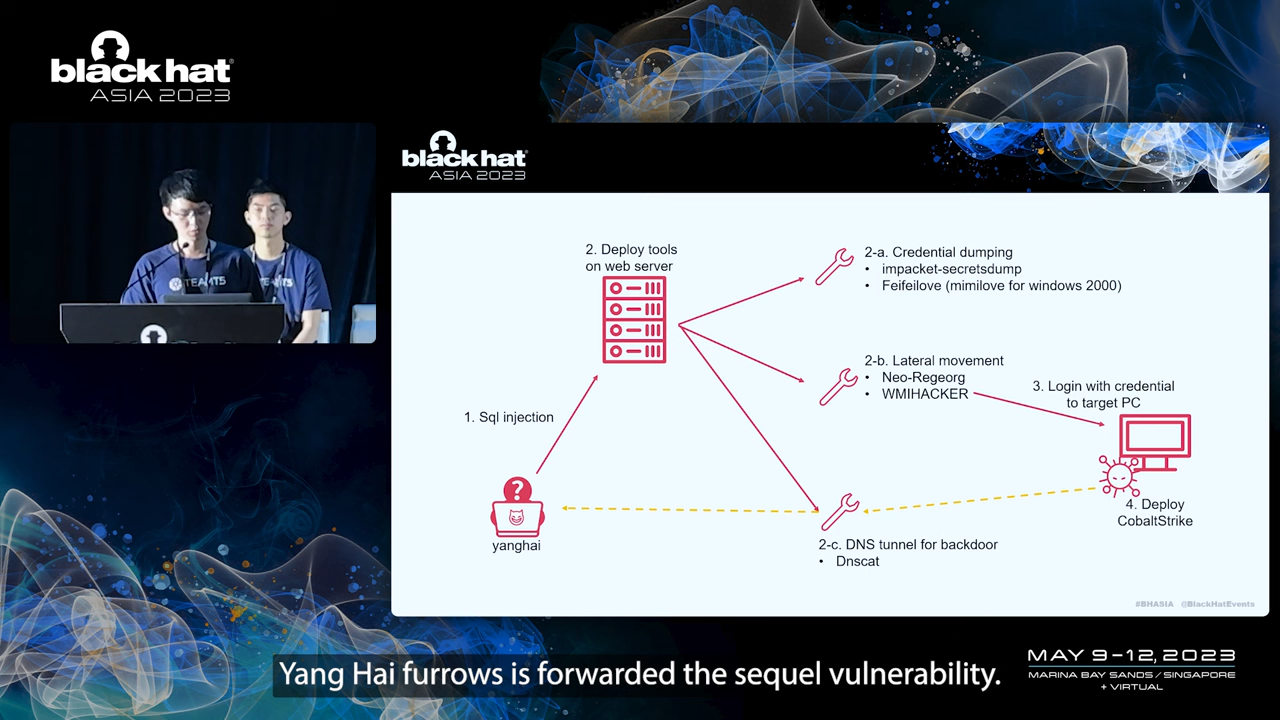 black hat
ASIA 2023
black hat
ASIA 2023
TEAMT5
TEAMT5
2. Deploy tools
on web server
2-a. Credential dumping
• impacket-secretsdump
• Feifeilove (mimilove for windows 2000)
2-b. Lateral movement
• Neo-Regeorg
• WMIHACKER
3. Login with credential
to target PC
1. Sql injection
?
yanghai
4. Deploy
CobaltStrike
2-c. DNS tunnel for backdoor
• Dnscat
#BHASIA @BlackHatEvents
Yang Hai furrows is forwarded the sequel vulnerability.
MAY 9-12, 2023
MARINA BAY SANDS / SINGAPORE
+ VIRTUAL